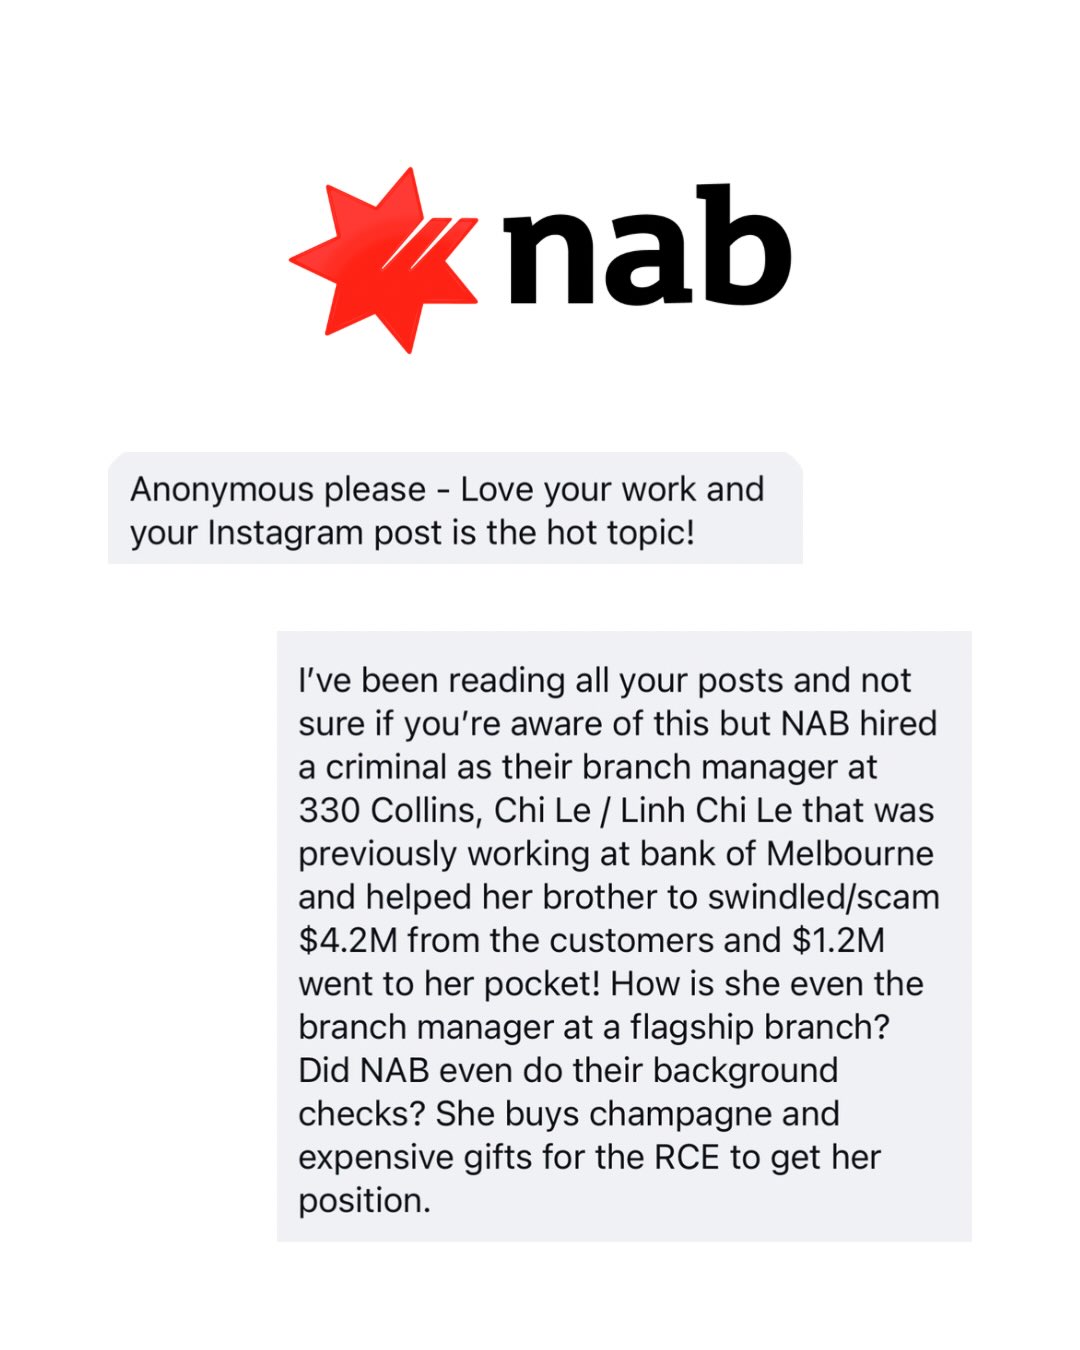 nab
Anonymous please - Love your work and
your Instagram post is the hot topic!
I've been reading all your posts and not
sure if you're aware of this but NAB hired
a criminal as their branch manager at
330 Collins, Chi Le / Linh Chi Le that was
previously working at bank of Melbourne
and helped her brother to swindled/scam
$4.2M from the customers and $1.2M
went to her pocket! How is she even the
branch manager at a flagship branch?
Did NAB even do their background
checks? She buys champagne and
expensive gifts for the RCE to get her
position.